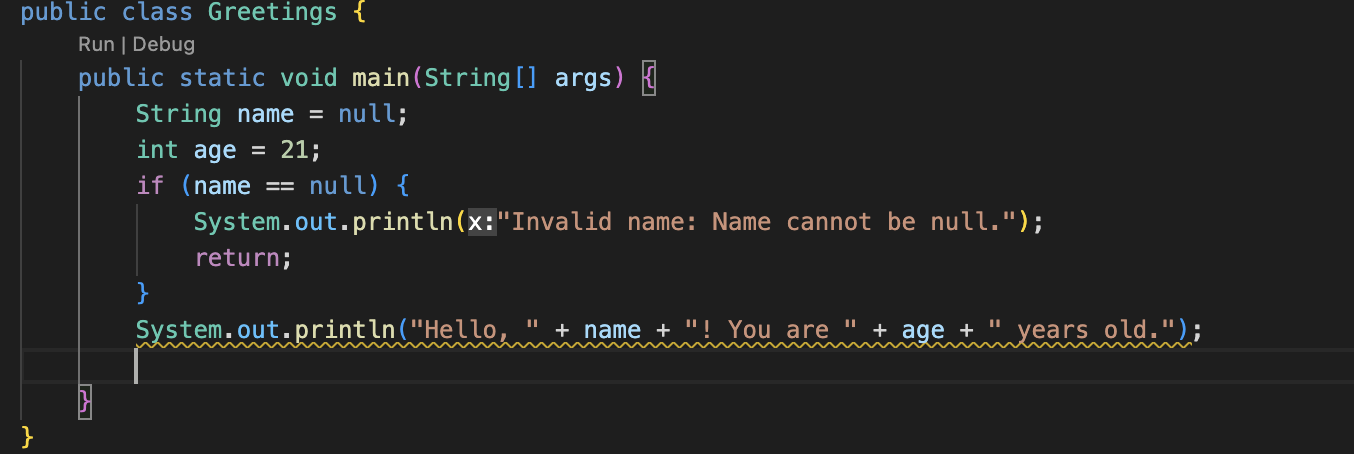 public class Greetings {
Run | Debug
public static void main(String[] args) {
String name = null;
int age = 21;
if (name == null) {
System.out.println(x:"Invalid name: Name cannot be null.");
return;
}
System.out.println("Hello, " + name + "! You are " + age + " years old.");
}
}